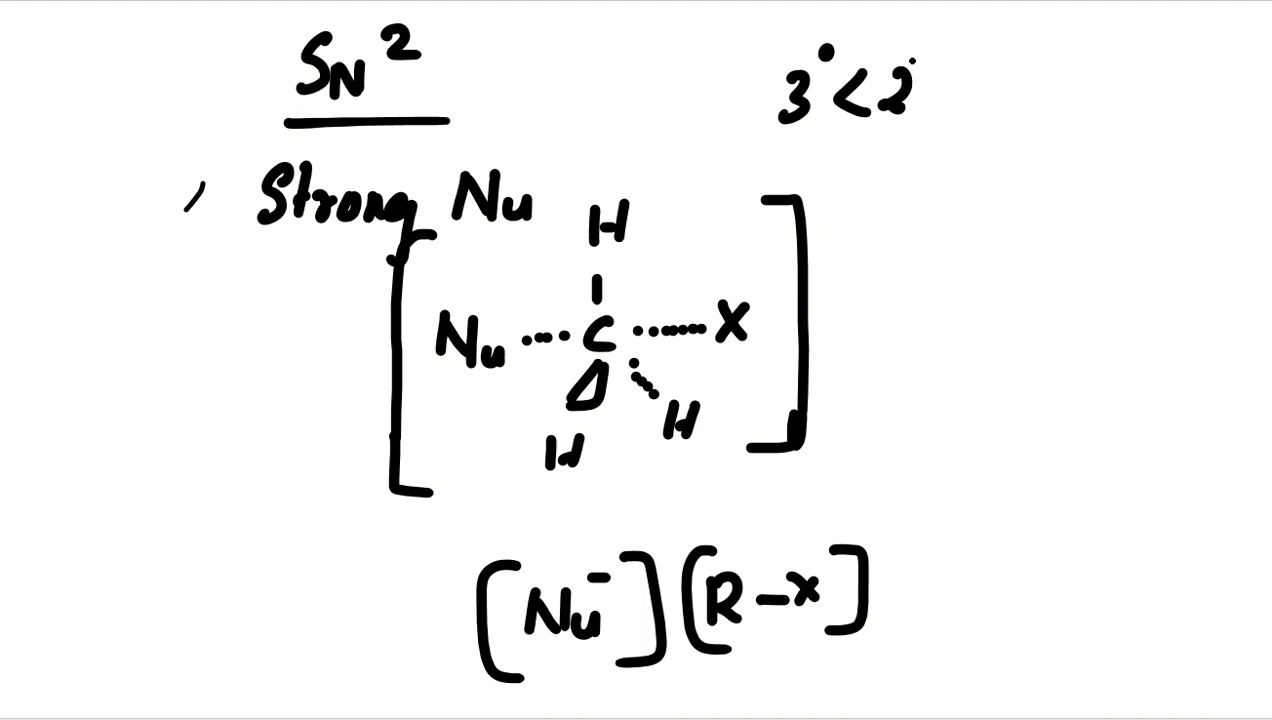 SN2
3° < 2°
Strong Nu
H
Nu ..... C ........ X
H
H
[Nu⁻] [R-X]